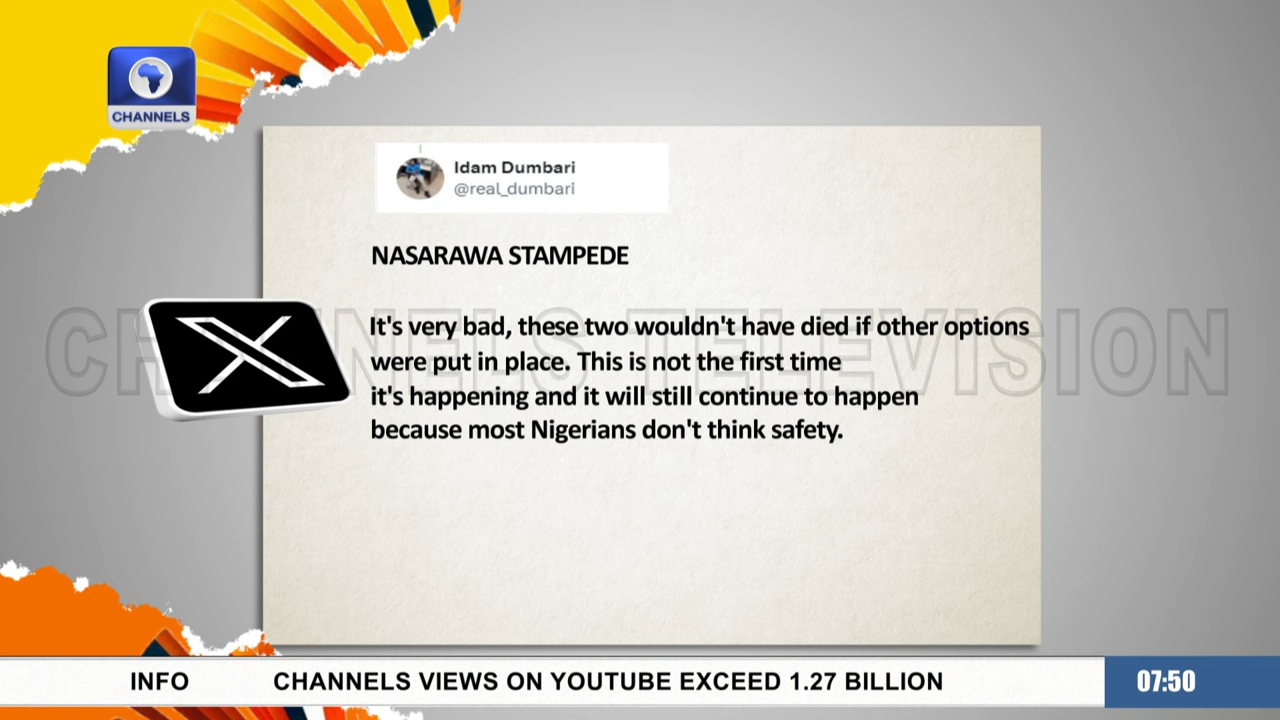 CHANNELS
Idam Dumbari
@real_dumbari
NASARAWA STAMPEDE
CHANNELS TELEVISION
It's very bad, these two wouldn't have died if other options
were put in place. This is not the first time
it's happening and it will still continue to happen
because most Nigerians don't think safety.
INFO CHANNELS VIEWS ON YOUTUBE EXCEED 1.27 BILLION 07:50